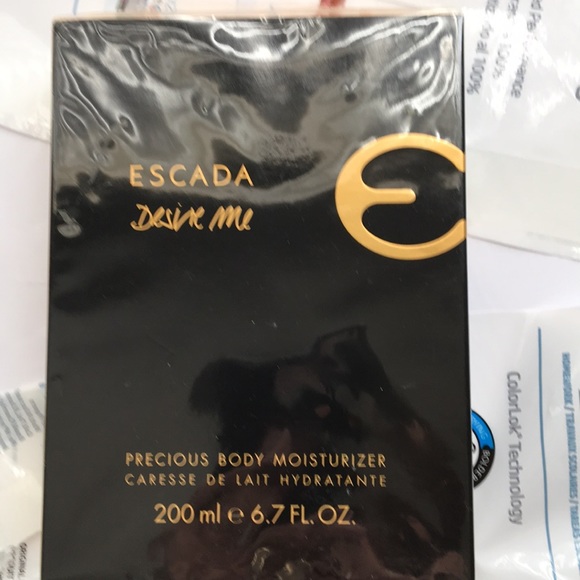 ESCADA
Desire Me
PRECIOUS BODY MOISTURIZER
CARESSE DE LAIT HYDRATANTE
200 ml e 6.7 FL. OZ.
ColorLok® Technology